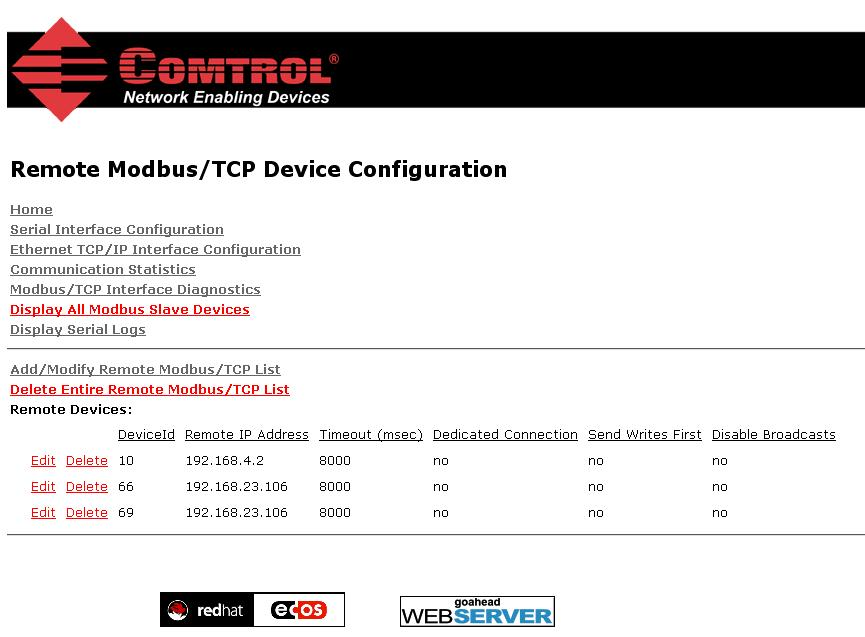 COMTROL®
Network Enabling Devices
Remote Modbus/TCP Device Configuration
Home
Serial Interface Configuration
Ethernet TCP/IP Interface Configuration
Communication Statistics
Modbus/TCP Interface Diagnostics
Display All Modbus Slave Devices
Display Serial Logs
Add/Modify Remote Modbus/TCP List
Delete Entire Remote Modbus/TCP List
Remote Devices:
DeviceId Remote IP Address Timeout (msec) Dedicated Connection Send Writes First Disable Broadcasts
Edit Delete 10 192.168.4.2 8000 no no no
Edit Delete 66 192.168.23.106 8000 no no no
Edit Delete 69 192.168.23.106 8000 no no no
redhat eCos
goahead
WEBSERVER